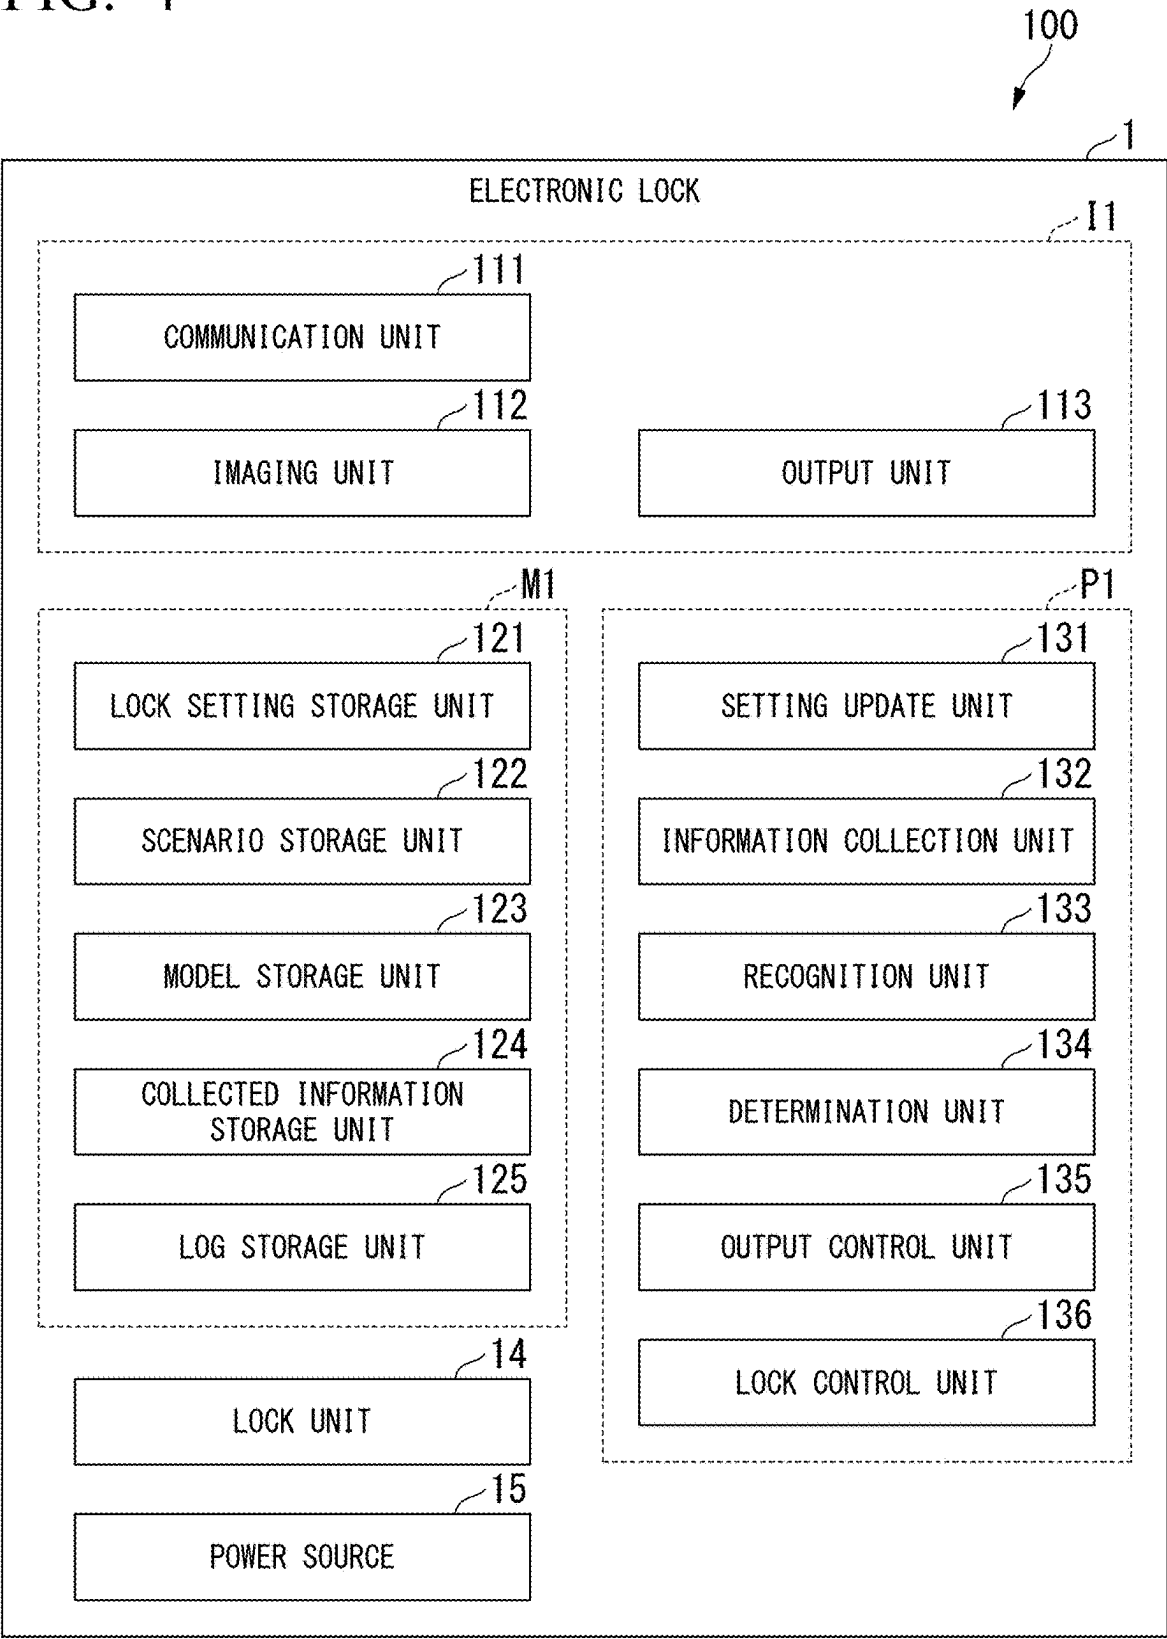 FIG. 4
100
1
ELECTRONIC LOCK
I1
111
COMMUNICATION UNIT
112
IMAGING UNIT
113
OUTPUT UNIT
M1
121
LOCK SETTING STORAGE UNIT
122
SCENARIO STORAGE UNIT
123
MODEL STORAGE UNIT
124
COLLECTED INFORMATION
STORAGE UNIT
125
LOG STORAGE UNIT
P1
131
SETTING UPDATE UNIT
132
INFORMATION COLLECTION UNIT
133
RECOGNITION UNIT
134
DETERMINATION UNIT
135
OUTPUT CONTROL UNIT
136
LOCK CONTROL UNIT
14
LOCK UNIT
15
POWER SOURCE